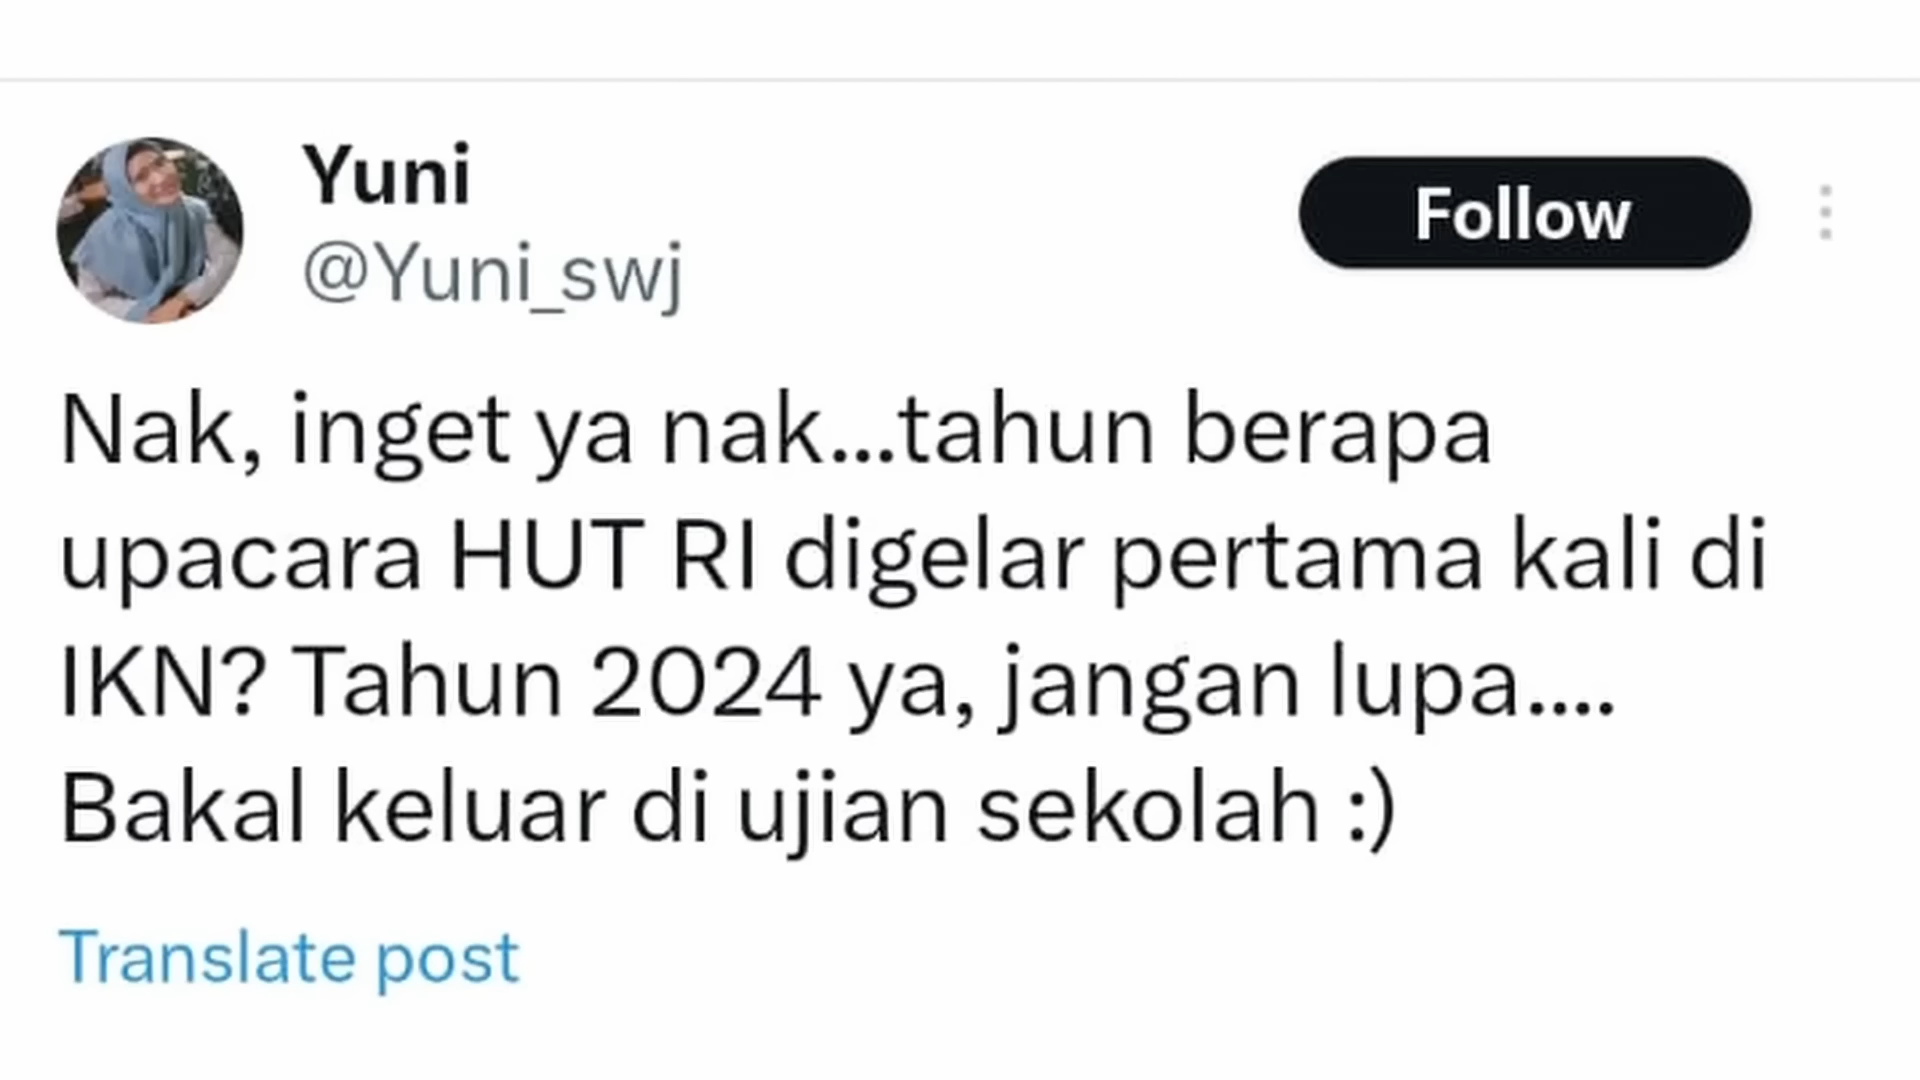 Yuni
@Yuni_swj
Follow
Nak, inget ya nak...tahun berapa
upacara HUT RI digelar pertama kali di
IKN? Tahun 2024 ya, jangan lupa....
Bakal keluar di ujian sekolah :)
Translate post